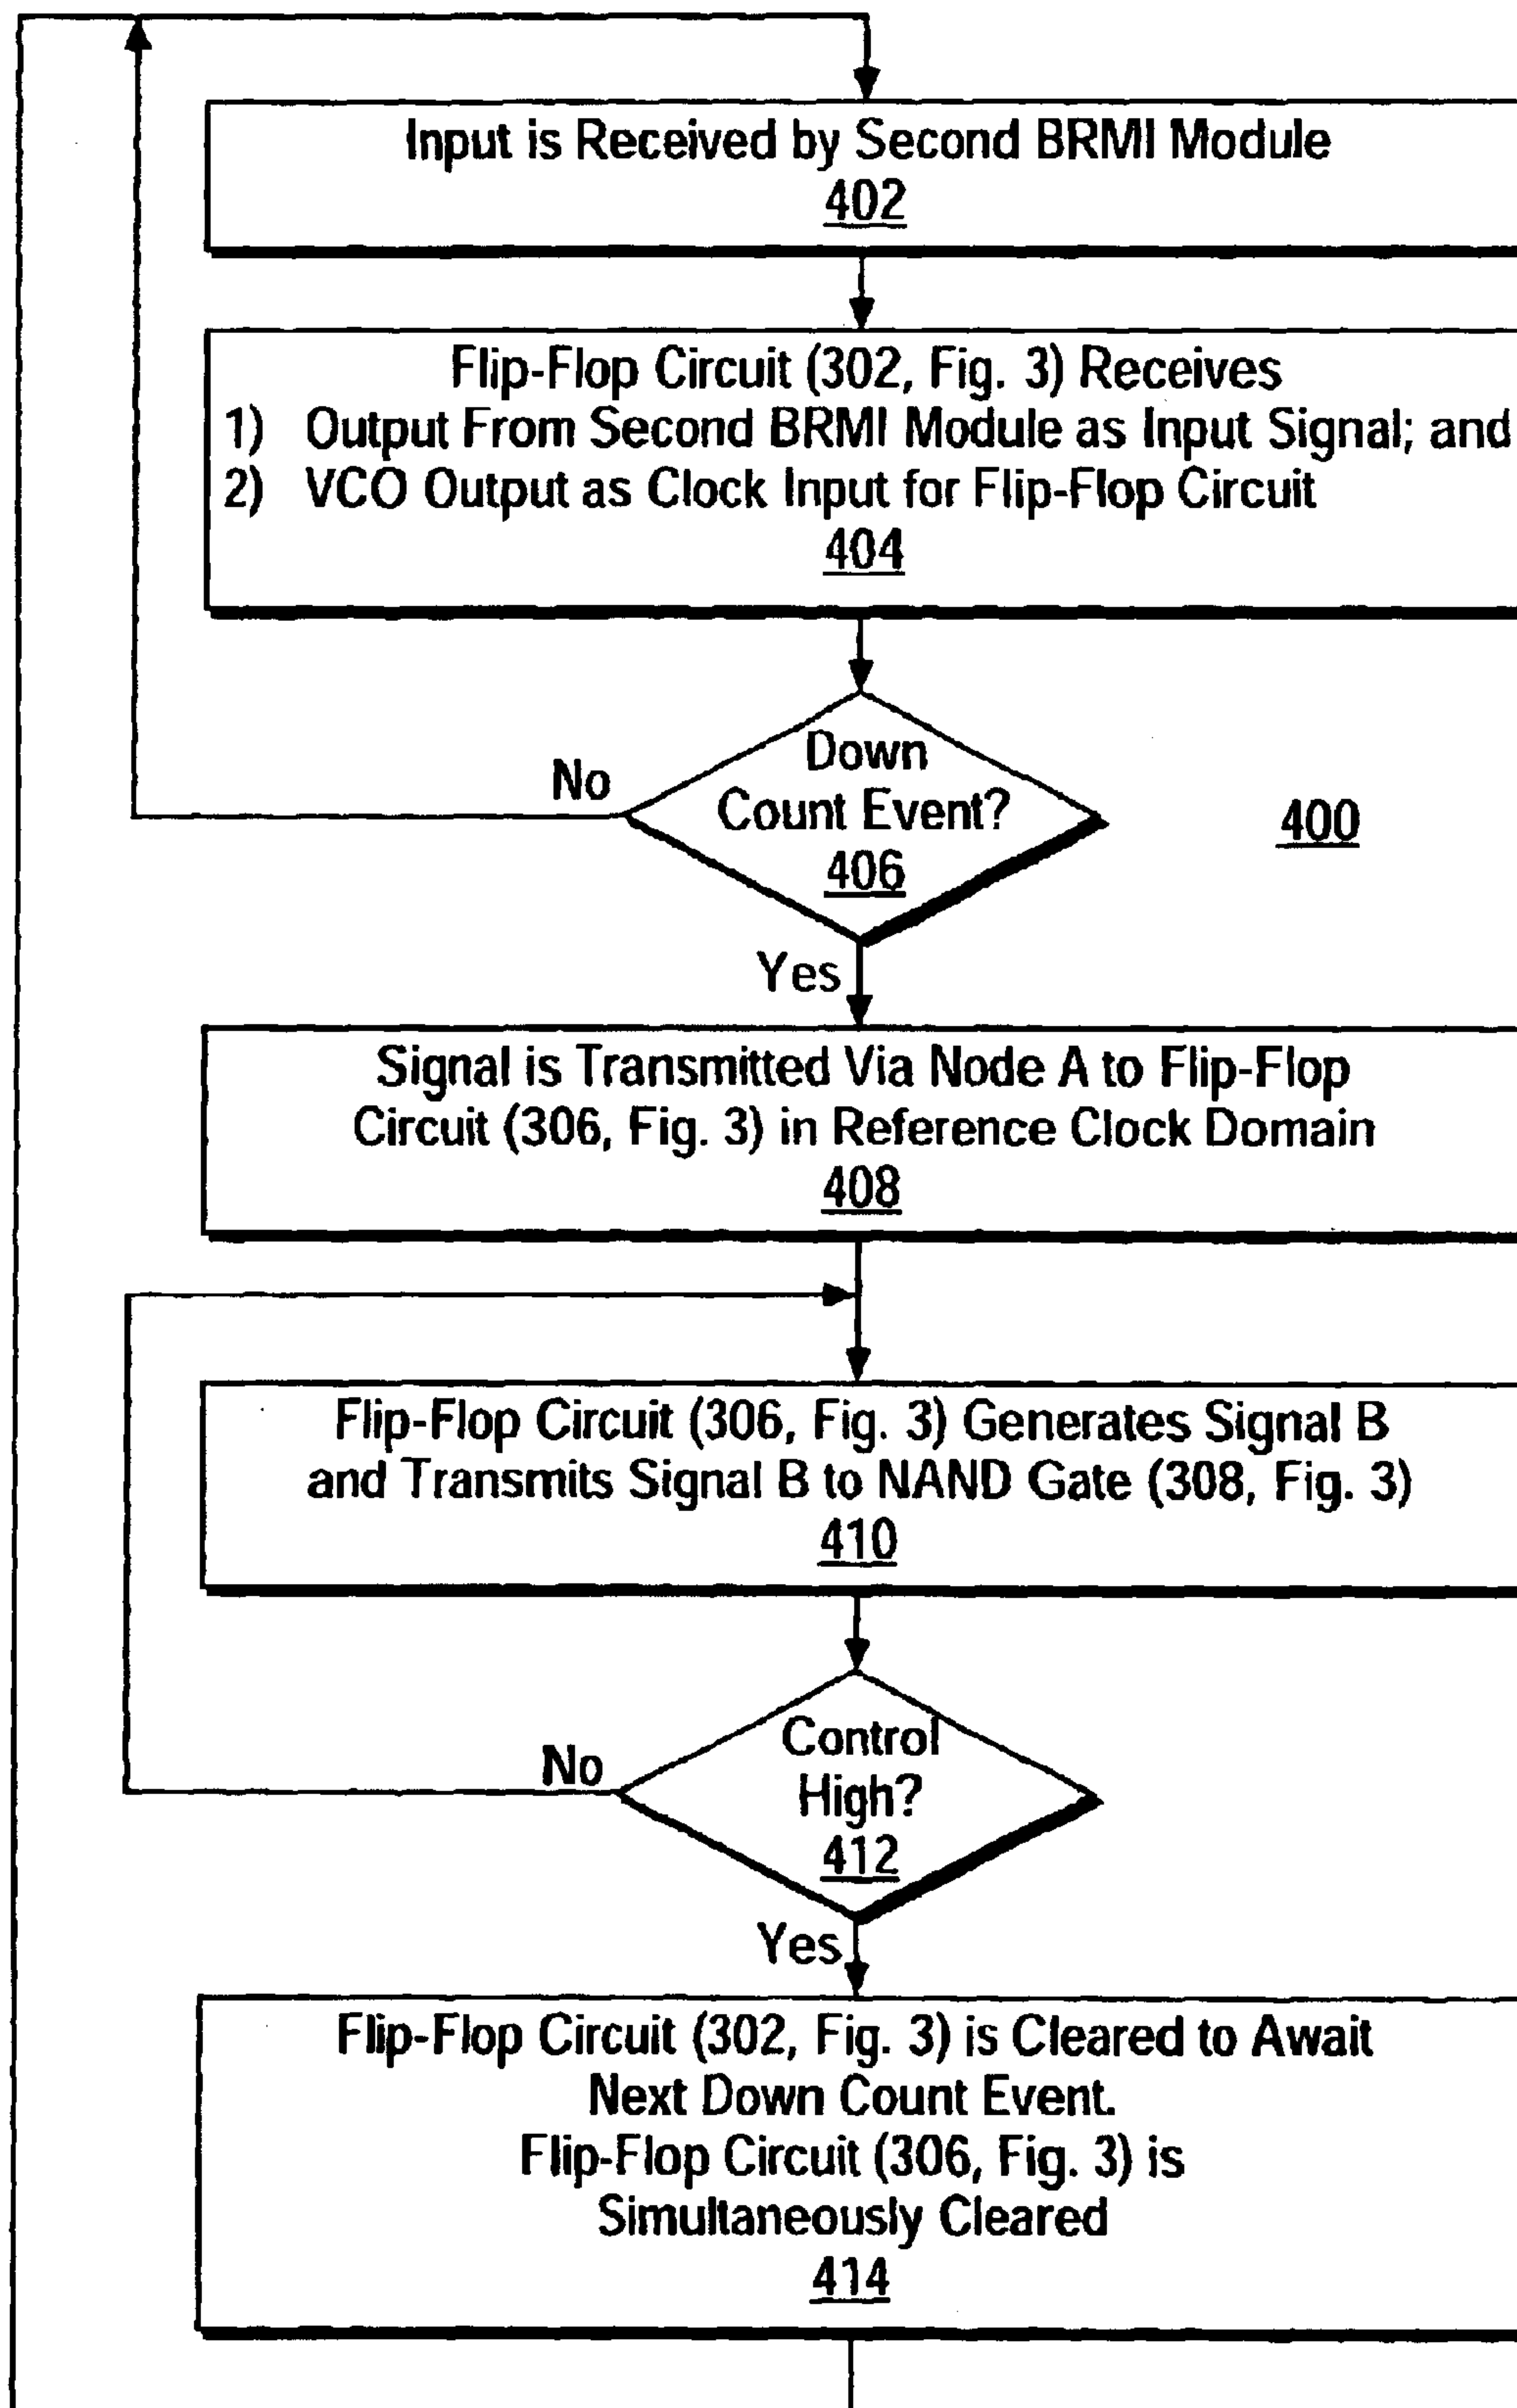 Input is Received by Second BRMI Module
402
Flip-Flop Circuit (302, Fig. 3) Receives
1) Output From Second BRMI Module as Input Signal; and
2) VCO Output as Clock Input for Flip-Flop Circuit
404
Down
Count Event?
406
No
400
Yes
Signal is Transmitted Via Node A to Flip-Flop
Circuit (306, Fig. 3) in Reference Clock Domain
408
Flip-Flop Circuit (306, Fig. 3) Generates Signal B
and Transmits Signal B to NAND Gate (308, Fig. 3)
410
Control
High?
412
No
Yes
Flip-Flop Circuit (302, Fig. 3) is Cleared to Await
Next Down Count Event.
Flip-Flop Circuit (306, Fig. 3) is
Simultaneously Cleared
414